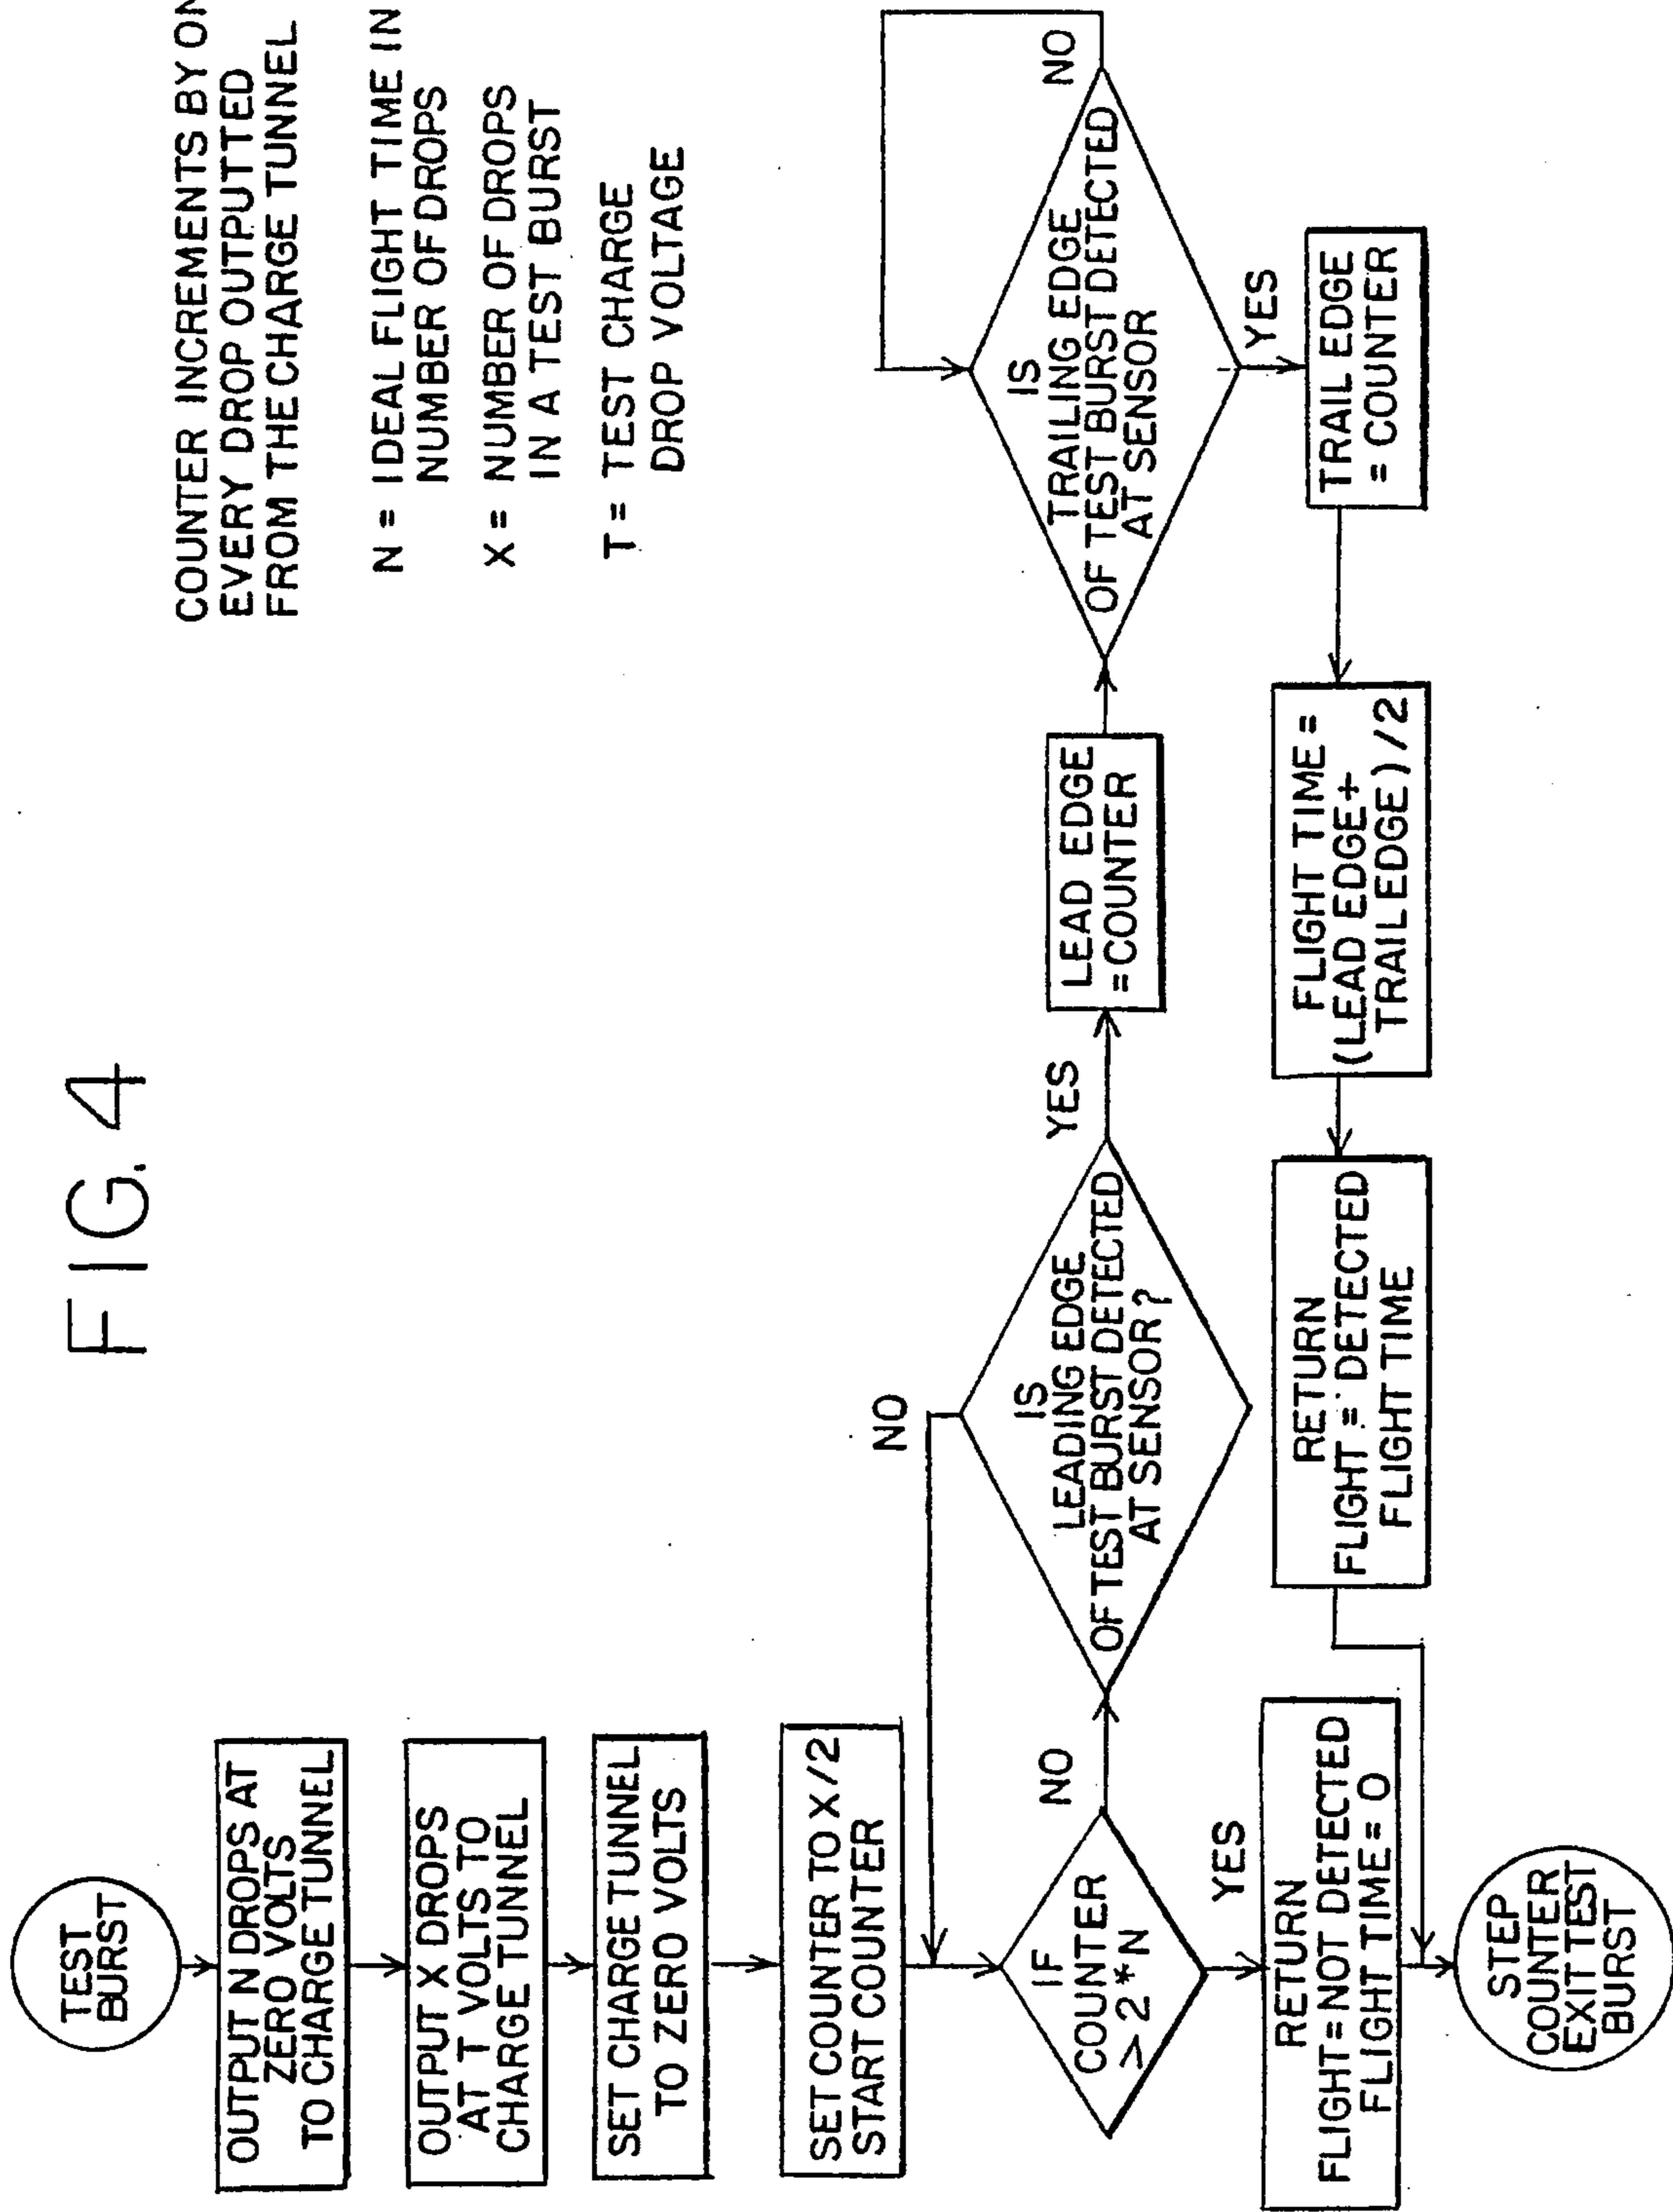 FIG. 4
COUNTER INCREMENTS BY
EVERY DROP OUTPUTTED
FROM THE CHARGE TUNNEL
N = IDEAL FLIGHT TIME IN
NUMBER OF DROPS
X = NUMBER OF DROPS
IN A TEST BURST
T = TEST CHARGE
DROP VOLTAGE
TEST
BURST
OUTPUT N DROPS AT
ZERO VOLTS
TO CHARGE TUNNEL
OUTPUT X DROPS
AT T VOLTS TO
CHARGE TUNNEL
SET CHARGE TUNNEL
TO ZERO VOLTS
SET COUNTER TO X/2
START COUNTER
IF
COUNTER
> 2*N
NO
YES
IS
LEADING EDGE
OF TEST BURST DETECTED
AT SENSOR?
NO
YES
LEAD EDGE
=COUNTER
IS
TRAILING EDGE
OF TEST BURST DETECTED
AT SENSOR
NO
YES
TRAIL EDGE
= COUNTER
FLIGHT TIME =
(LEAD EDGE+
TRAIL EDGE)/2
RETURN
FLIGHT = DETECTED
FLIGHT TIME
RETURN
FLIGHT= NOT DETECTED
FLIGHT TIME = 0
STEP
COUNTER
EXIT TEST
BURST